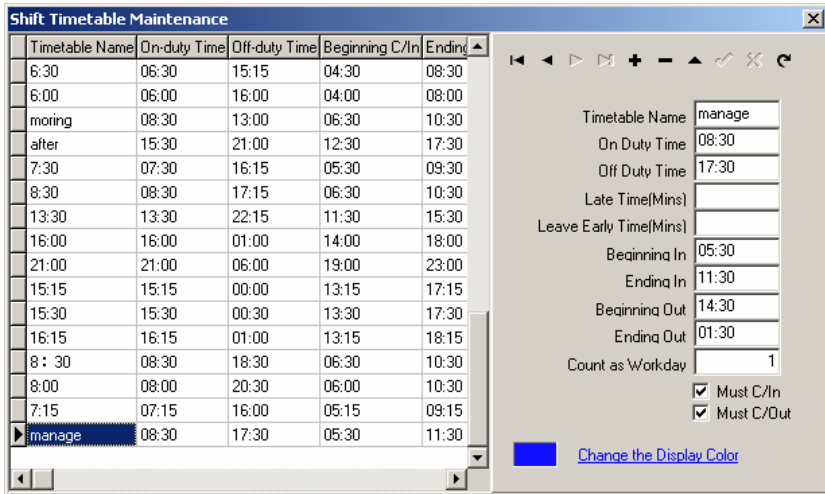 Shift Timetable Maintenance
Timetable Name On-duty Time Off-duty Time Beginning C/In Ending
6:30 06:30 15:15 04:30 08:30
6:00 06:00 16:00 04:00 08:00
moring 08:30 13:00 06:30 10:30
after 15:30 21:00 12:30 17:30
7:30 07:30 16:15 05:30 09:30
8:30 08:30 17:15 06:30 10:30
13:30 13:30 22:15 11:30 15:30
16:00 16:00 01:00 14:00 18:00
21:00 21:00 06:00 19:00 23:00
15:15 15:15 00:00 13:15 17:15
15:30 15:30 00:30 13:30 17:30
16:15 16:15 01:00 13:15 18:15
8：30 08:30 18:30 06:30 10:30
8:00 08:00 20:30 06:00 10:30
7:15 07:15 16:00 05:15 09:15
manage 08:30 17:30 05:30 11:30
Timetable Name manage
On Duty Time 08:30
Off Duty Time 17:30
Late Time(Mins)
Leave Early Time(Mins)
Beginning In 05:30
Ending In 11:30
Beginning Out 14:30
Ending Out 01:30
Count as Workday 1
Must C/In
Must C/Out
Change the Display Color